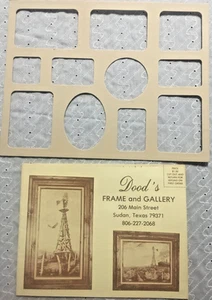 Dood's
FRAME and GALLERY
206 Main Street
Sudan, Texas 79371
806-227-2068